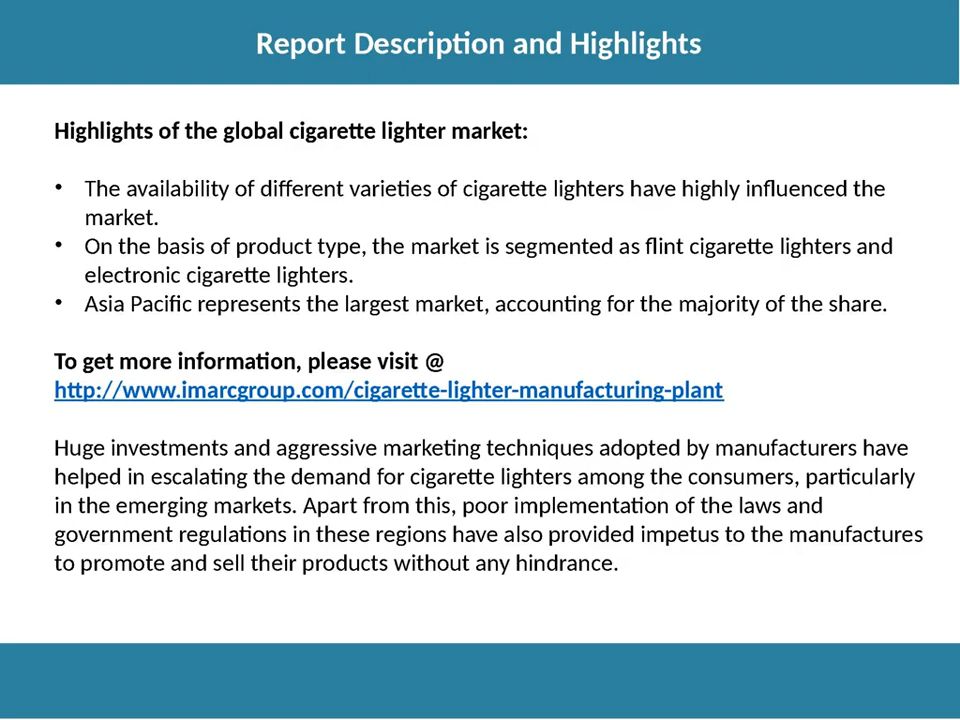 Report Description and Highlights
Highlights of the global cigarette lighter market:
• The availability of different varieties of cigarette lighters have highly influenced the
market.
• On the basis of product type, the market is segmented as flint cigarette lighters and
electronic cigarette lighters.
• Asia Pacific represents the largest market, accounting for the majority of the share.
To get more information, please visit @
http://www.imarcgroup.com/cigarette-lighter-manufacturing-plant
Huge investments and aggressive marketing techniques adopted by manufacturers have
helped in escalating the demand for cigarette lighters among the consumers, particularly
in the emerging markets. Apart from this, poor implementation of the laws and
government regulations in these regions have also provided impetus to the manufactures
to promote and sell their products without any hindrance.